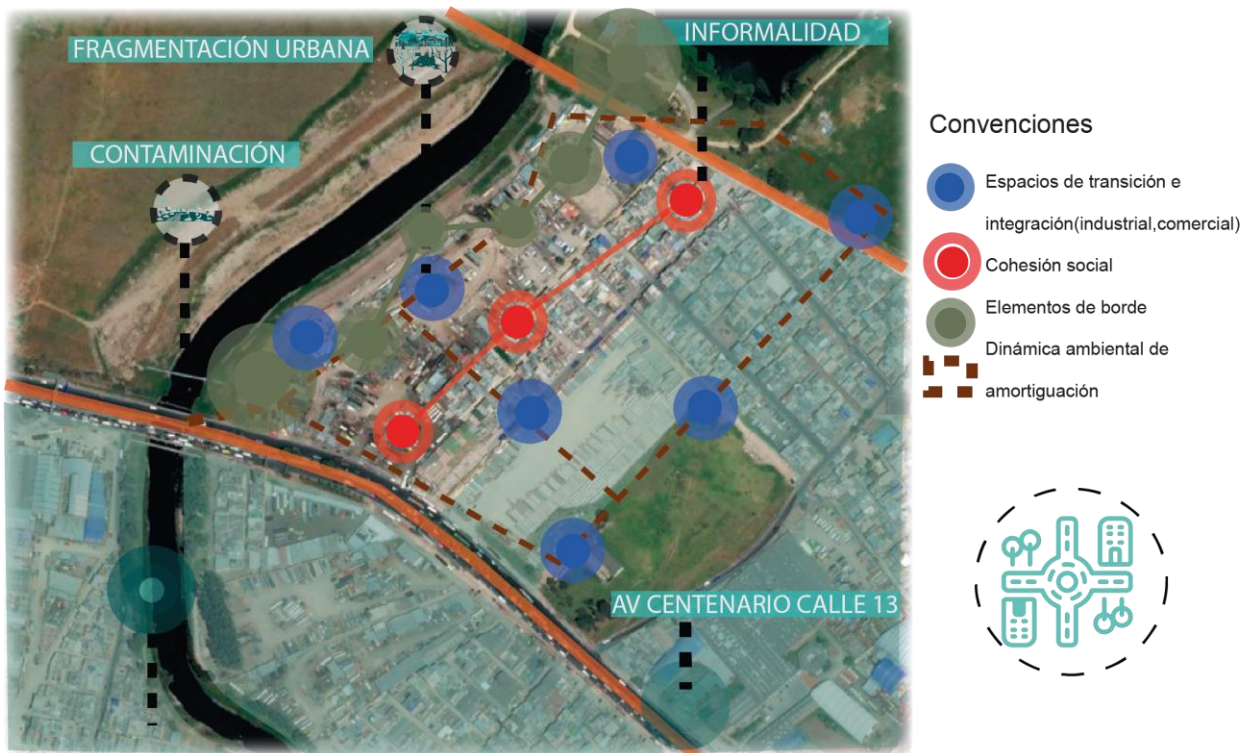 FRAGMENTACIÓN URBANA
INFORMALIDAD
CONTAMINACIÓN
AV CENTENARIO CALLE 13
Convenciones
Espacios de transición e
integración(industrial,comercial)
Cohesión social
Elementos de borde
Dinámica ambiental de
amortiguación